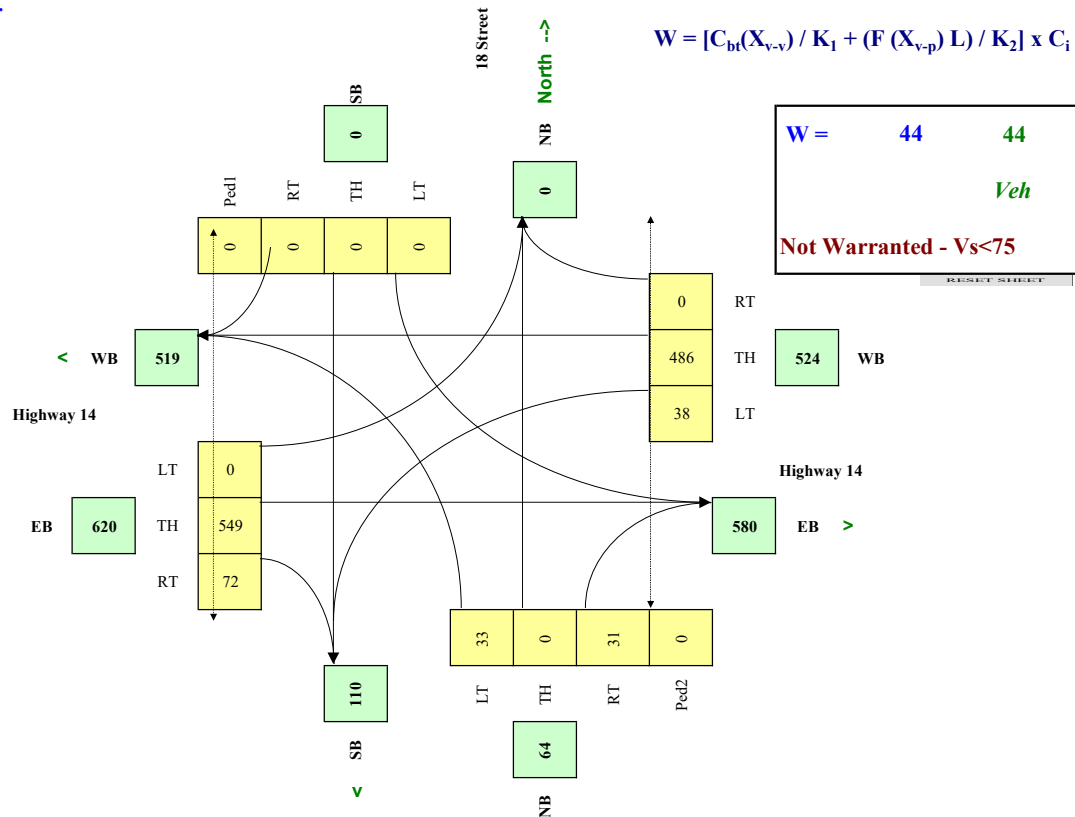 W = [Cbt(Xv-v) / K1 + (F (Xv-p) L) / K2] x Ci
18 Street
North -->
W = 44 44
Veh
Not Warranted - Vs<75
RESET SHEET
SB
0
NB
0
Ped1 RT TH LT
0 0 0 0
0 RT
486 TH
38 LT
524 WB
< WB 519
Highway 14
Highway 14
LT 0
TH 549
RT 72
EB 620
580 EB >
33 0 31 0
LT TH RT Ped2
110
SB
<
64
NB